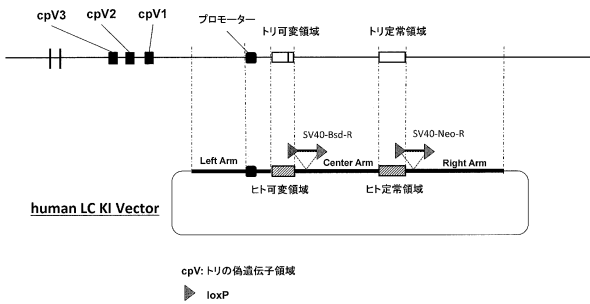 cpV3
cpV2
cpV1
プロモーター
トリ可変領域
トリ定常領域
SV40-Bsd-R
SV40-Neo-R
Left Arm
Center Arm
Right Arm
ヒト可変領域
ヒト定常領域
human LC KI Vector
cpV: トリの偽遺伝子領域
loxP